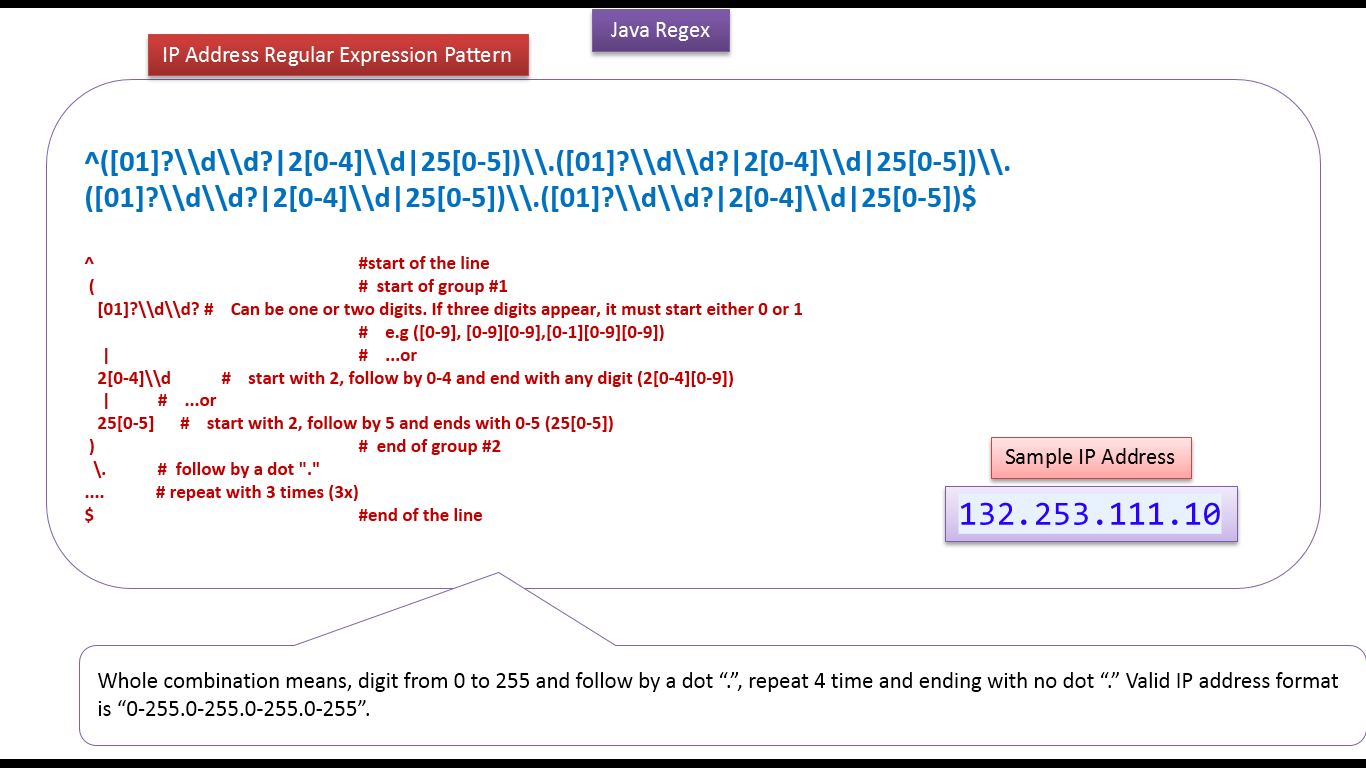 Java Regex
IP Address Regular Expression Pattern
^([01]?\\d\\d?|2[0-4]\\d|25[0-5])\\.([01]?\\d\\d?|2[0-4]\\d|25[0-5])\\.
([01]?\\d\\d?|2[0-4]\\d|25[0-5])\\.([01]?\\d\\d?|2[0-4]\\d|25[0-5])$
^ #start of the line
( # start of group #1
[01]?\\d\\d? # Can be one or two digits. If three digits appear, it must start either 0 or 1
# e.g ([0-9], [0-9][0-9],[0-1][0-9][0-9])
| # ...or
2[0-4]\\d # start with 2, follow by 0-4 and end with any digit (2[0-4][0-9])
| # ...or
25[0-5] # start with 2, follow by 5 and ends with 0-5 (25[0-5])
) # end of group #2
\. # follow by a dot "."
.... # repeat with 3 times (3x)
$ #end of the line
Sample IP Address
132.253.111.10
Whole combination means, digit from 0 to 255 and follow by a dot “.”, repeat 4 time and ending with no dot “.” Valid IP address format
is “0-255.0-255.0-255.0-255”.